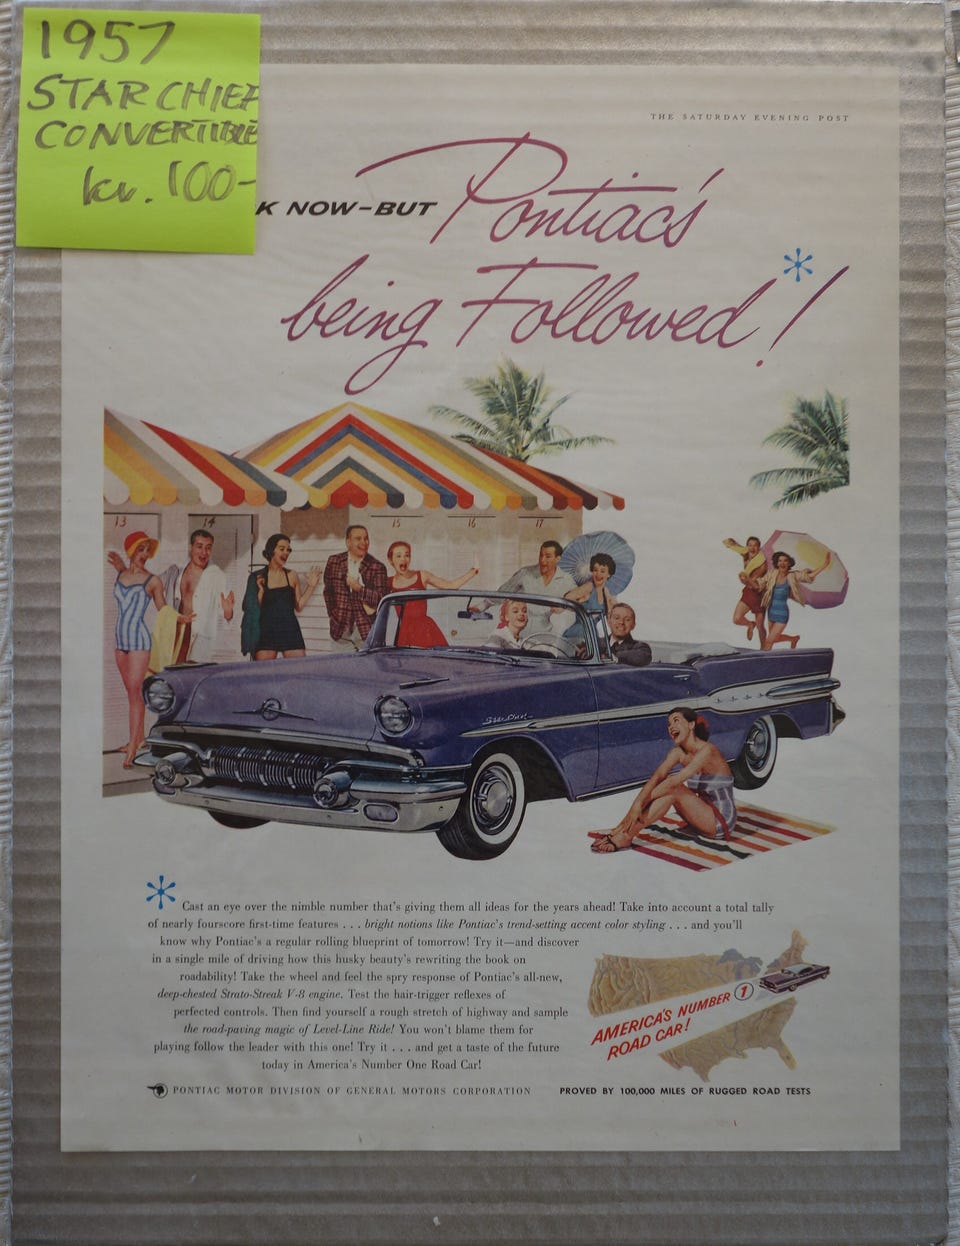 1957
STAR CHIEF
CONVERTIBLE
kr. 100-
THE SATURDAY EVENING POST
K NOW—BUT Pontiac's
being Followed*!
13
14
15
16
17
Star Chief
* Cast an eye over the nimble number that's giving them all ideas for the years ahead! Take into account a total tally
of nearly fourscore first-time features . . . bright notions like Pontiac's trend-setting accent color styling . . . and you'll
know why Pontiac's a regular rolling blueprint of tomorrow! Try it—and discover
in a single mile of driving how this husky beauty's rewriting the book on
roadability! Take the wheel and feel the spry response of Pontiac's all-new,
deep-chested Strato-Streak V-8 engine. Test the hair-trigger reflexes of
perfected controls. Then find yourself a rough stretch of highway and sample
the road-paving magic of Level-Line Ride! You won't blame them for
playing follow the leader with this one! Try it . . . and get a taste of the future
today in America's Number One Road Car!
AMERICA'S NUMBER 1
ROAD CAR!
PONTIAC MOTOR DIVISION OF GENERAL MOTORS CORPORATION
PROVED BY 100,000 MILES OF RUGGED ROAD TESTS